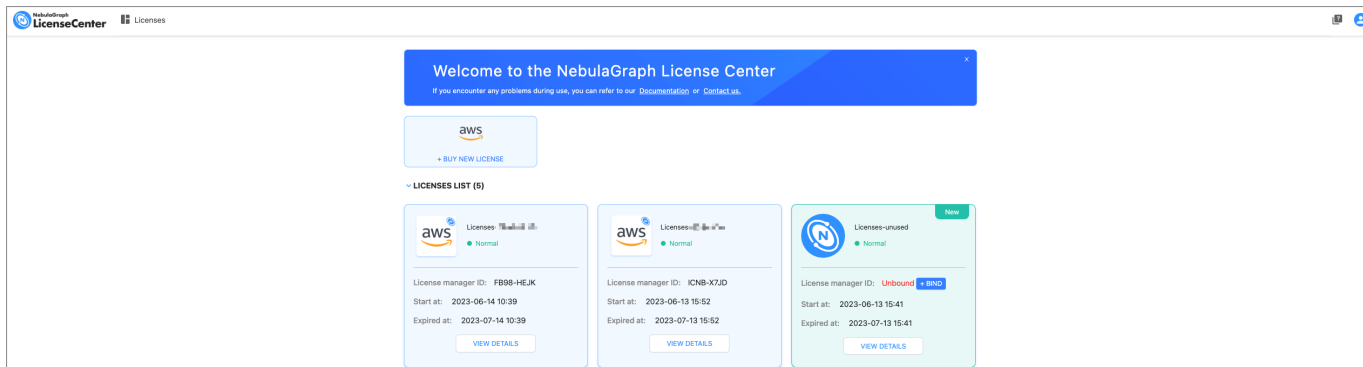 NebulaGraph
LicenseCenter
Licenses
Welcome to the NebulaGraph License Center
If you encounter any problems during use, you can refer to our Documentation or Contact us.
aws
+ BUY NEW LICENSE
LICENSES LIST (5)
aws
Licenses-
Normal
License manager ID: FB98-HEJK
Start at: 2023-06-14 10:39
Expired at: 2023-07-14 10:39
VIEW DETAILS
aws
Licenses-
Normal
License manager ID: ICNB-X7JD
Start at: 2023-06-13 15:52
Expired at: 2023-07-13 15:52
VIEW DETAILS
New
N
Licenses-unused
Normal
License manager ID: Unbound + BIND
Start at: 2023-06-13 15:41
Expired at: 2023-07-13 15:41
VIEW DETAILS